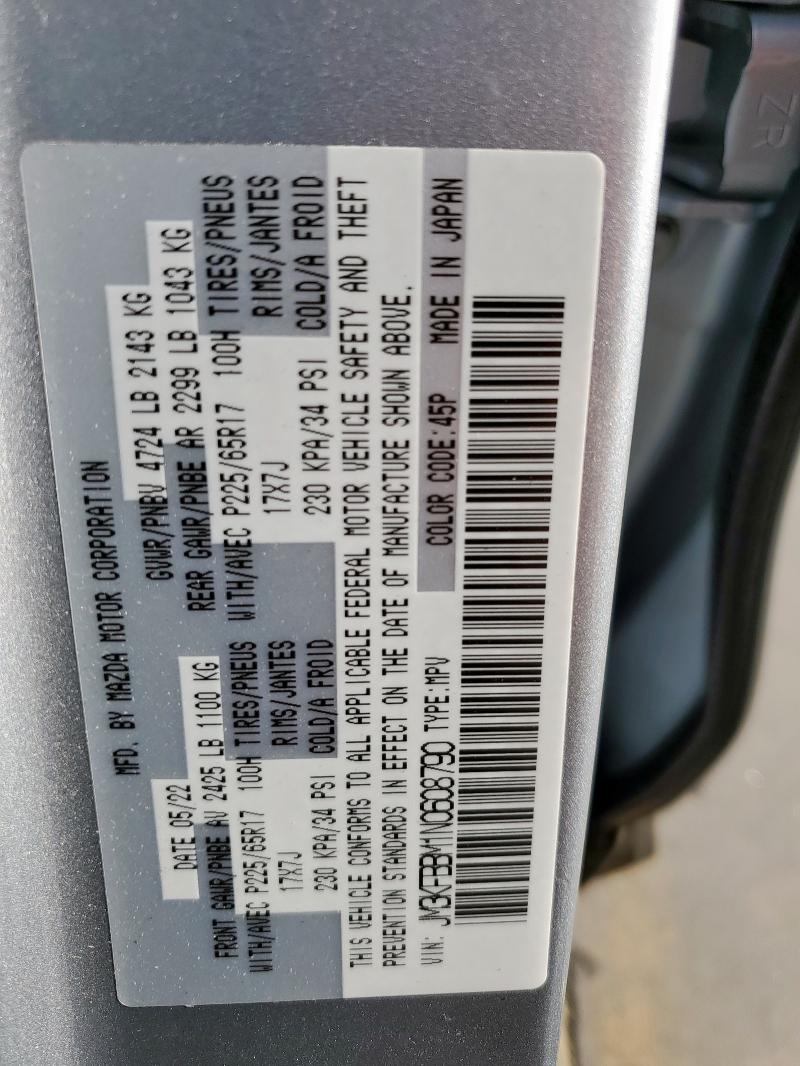 MFD. BY MAZDA MOTOR CORPORATION
DATE 05/22
GVWR/PNBV 4724 LB 2143 KG
FRONT GAWR/PNBE AV 2425 LB 1100 KG
REAR GAWR/PNBE AR 2299 LB 1043 KG
WITH/AVEC P225/65R17 100H TIRES/PNEUS
WITH/AVEC P225/65R17 100H TIRES/PNEUS
17X7J RIMS/JANTES
17X7J RIMS/JANTES
230 KPA/34 PSI COLD/A FROID
230 KPA/34 PSI COLD/A FROID
THIS VEHICLE CONFORMS TO ALL APPLICABLE FEDERAL MOTOR VEHICLE SAFETY AND THEFT
PREVENTION STANDARDS IN EFFECT ON THE DATE OF MANUFACTURE SHOWN ABOVE.
VIN: JM3KFBBM1N0608790 TYPE:MPV COLOR CODE:45P MADE IN JAPAN
ZR